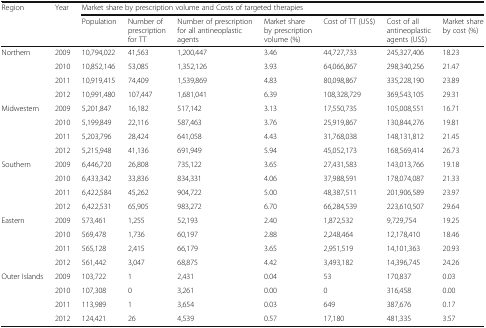 Region Year Market share by prescription volume and Costs of targeted therapies
Population Number of prescription for TT Number of prescription for all antineoplastic agents Market share by prescription volume (%) Cost of TT (US$) Cost of all antineoplastic agents (US$) Market share by cost (%)
Northern 2009 10,794,022 41,563 1,200,447 3.46 44,727,733 245,327,406 18.23
2010 10,852,146 53,085 1,352,126 3.93 64,066,867 298,340,256 21.47
2011 10,919,415 74,409 1,539,869 4.83 80,098,867 335,228,190 23.89
2012 10,991,480 107,447 1,681,041 6.39 108,328,729 369,543,105 29.31
Midwestern 2009 5,201,847 16,182 517,142 3.13 17,550,735 105,008,551 16.71
2010 5,199,849 22,116 587,463 3.76 25,919,867 130,844,276 19.81
2011 5,203,796 28,424 641,058 4.43 31,768,038 148,131,812 21.45
2012 5,215,948 41,136 691,949 5.94 45,052,173 168,569,414 26.73
Southern 2009 6,446,720 26,808 735,122 3.65 27,431,583 143,013,766 19.18
2010 6,433,342 33,836 834,331 4.06 37,988,591 178,074,087 21.33
2011 6,422,584 45,262 904,722 5.00 48,387,511 201,906,589 23.97
2012 6,422,531 65,905 983,272 6.70 66,284,539 223,610,507 29.64
Eastern 2009 573,461 1,255 52,193 2.40 1,872,532 9,729,754 19.25
2010 569,478 1,736 60,197 2.88 2,248,464 12,178,410 18.46
2011 565,128 2,415 66,179 3.65 2,951,519 14,101,363 20.93
2012 561,442 3,047 68,875 4.42 3,493,182 14,396,745 24.26
Outer Islands 2009 103,722 1 2,431 0.04 53 170,837 0.03
2010 107,308 0 3,261 0.00 0 316,458 0.00
2011 113,989 1 3,654 0.03 649 387,676 0.17
2012 124,421 26 4,539 0.57 17,180 481,335 3.57